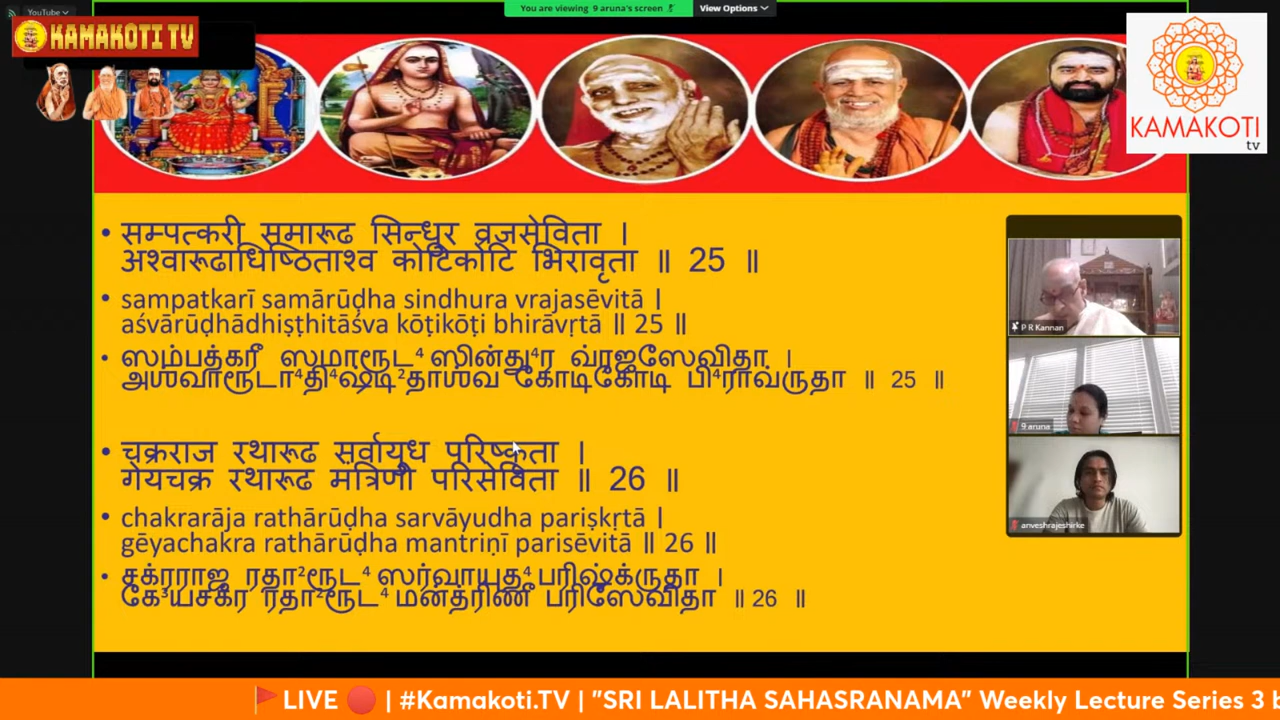 YouTube
You are viewing 9 aruna's screen
View Options
KAMAKOTI TV
KAMAKOTI
tv
• सम्पत्करी समारूढ सिन्धुर व्रजसेविता ।
अश्वारूढाधिष्ठिताश्व कोटिकोटि भिरावृता ॥ 25 ॥
• sampatkarī samārūḍha sindhura vrajasēvitā |
aśvārūḍhādhiṣṭhitāśva kōṭikōṭi bhirāvṛtā ॥ 25 ॥
• ஸம்பத்கரீ ஸமாரூட⁴ ஸின்து⁴ர வ்ரஜஸேவிதா ।
அஶ்வாரூடா⁴தி⁴ஷ்டி²தாஶ்வ கோடிகோடி பி⁴ராவ்ருதா ॥ 25 ॥
• चक्रराज रथारूढ सर्वायुध परिष्कृता ।
गेयचक्र रथारूढ मंत्रिणी परिसेविता ॥ 26 ॥
• chakrarāja rathārūḍha sarvāyudha pariṣkṛtā |
gēyachakra rathārūḍha mantriṇī parisēvitā ॥ 26 ॥
• சக்ரராஜ ரதா²ரூட⁴ ஸர்வாயுத⁴ பரிஷ்க்ருதா ।
கே³யசக்ர ரதா²ரூட⁴ மன்த்ரிணீ பரிஸேவிதா ॥ 26 ॥
P R Kannan
9 aruna
anveshrajeshirke
LIVE | #Kamakoti.TV | "SRI LALITHA SAHASRANAMA" Weekly Lecture Series 3 b